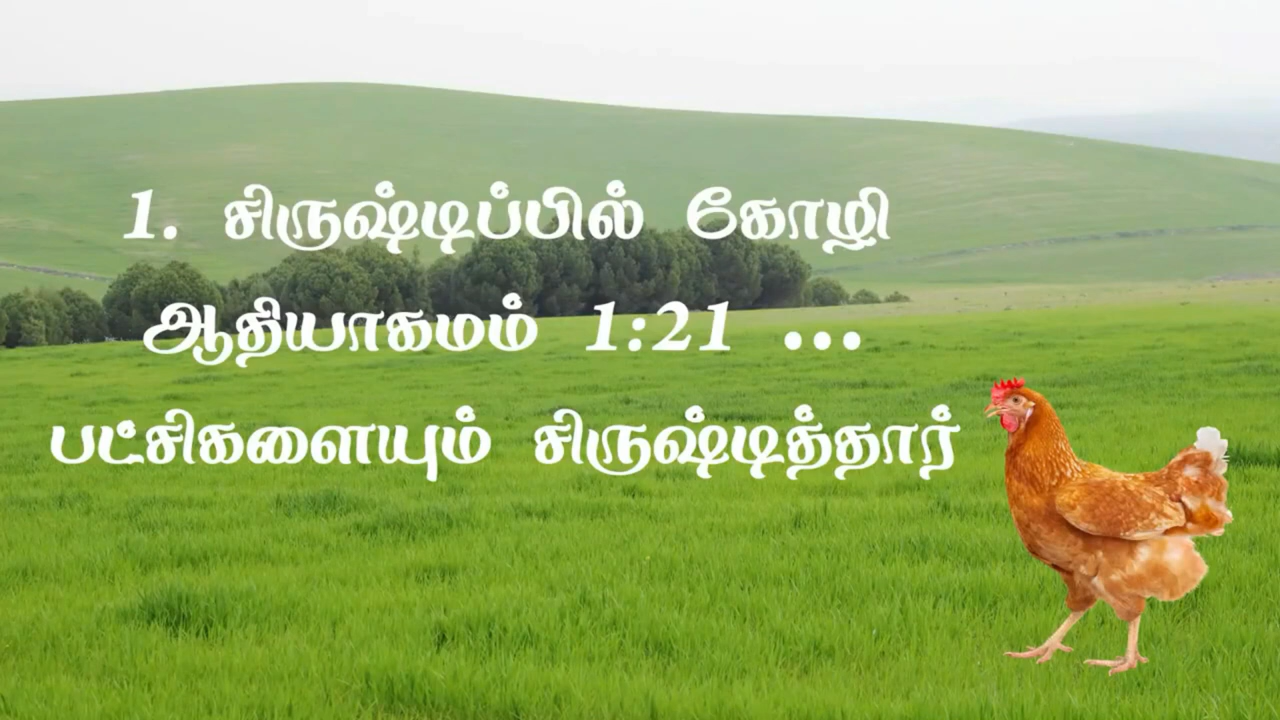 1. சிருஷ்டிப்பில் கோழி
ஆதியாகமம் 1:21 ...
பட்சிகளையும் சிருஷ்டித்தார்